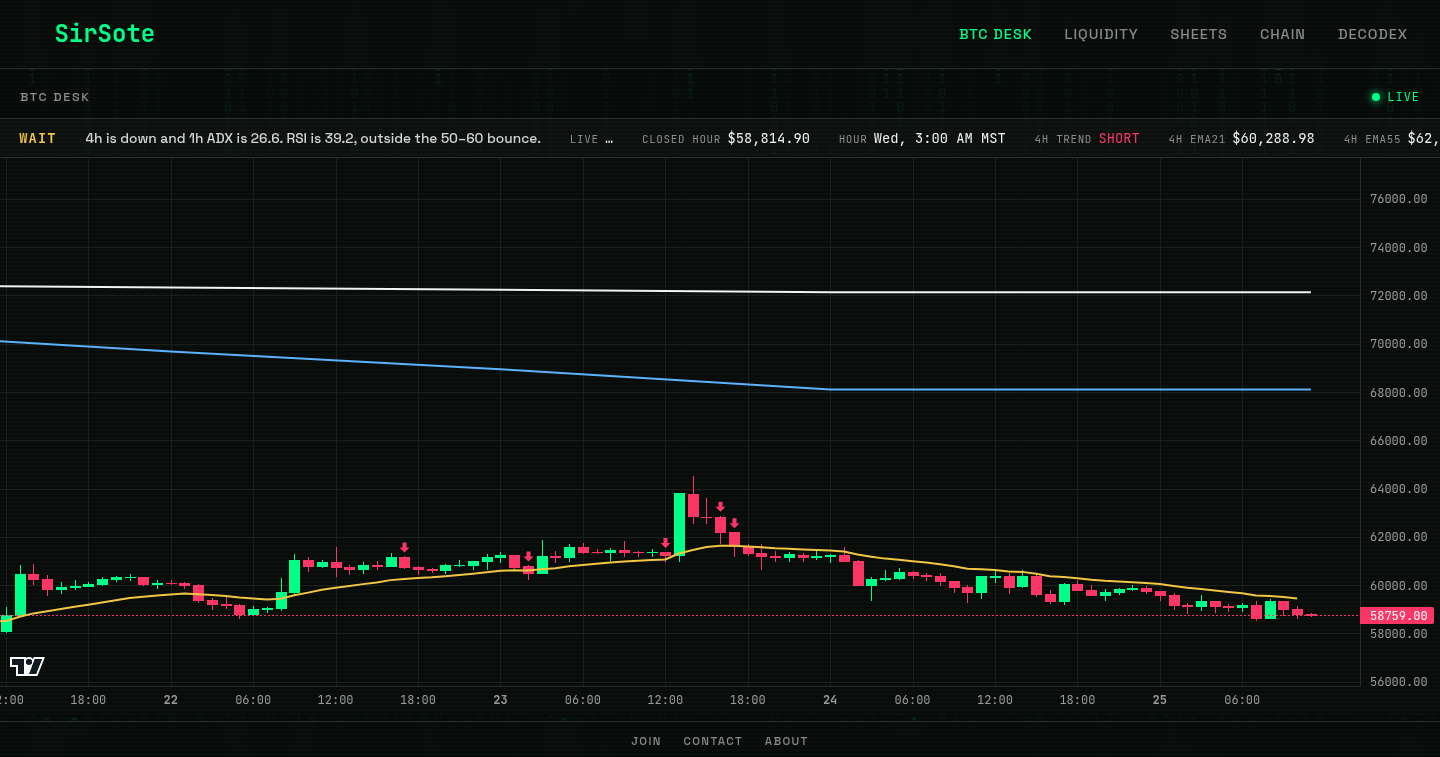 SirSote
BTC DESK LIQUIDITY SHEETS CHAIN DECODEX
BTC DESK
LIVE
WAIT 4h is down and 1h ADX is 26.6. RSI is 39.2, outside the 50–60 bounce. LIVE … CLOSED HOUR $58,814.90 HOUR Wed, 3:00 AM MST 4H TREND SHORT 4H EMA21 $60,288.98 4H EMA55 $62,
76000.00
74000.00
72000.00
70000.00
68000.00
66000.00
64000.00
62000.00
60000.00
58759.00
58000.00
56000.00
2:00 18:00 22 06:00 12:00 18:00 23 06:00 12:00 18:00 24 06:00 12:00 18:00 25 06:00
JOIN CONTACT ABOUT